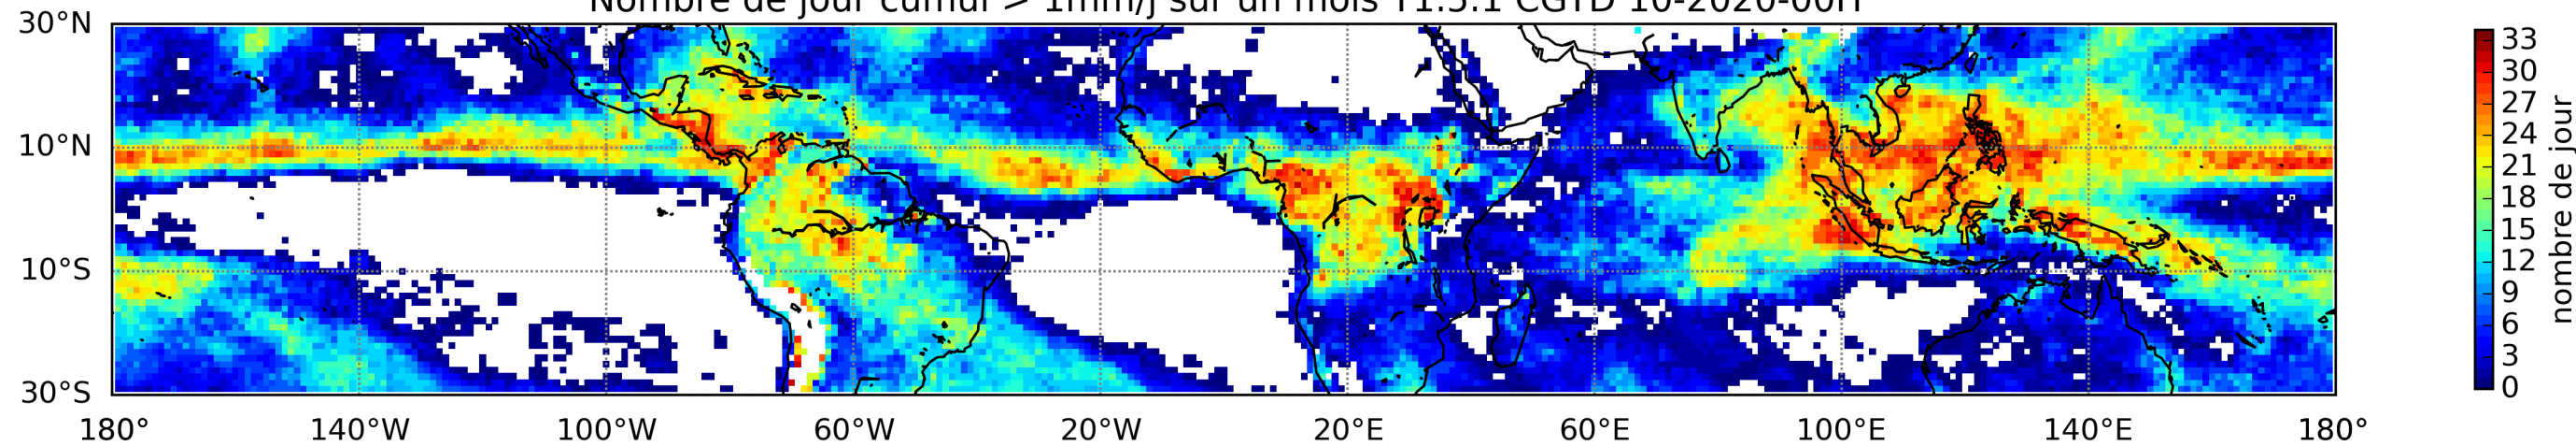 Nombre de jour cumul > 1mm/j sur un mois T1.5.1 CGTD 10-2020-00H
30°N
10°N
10°S
30°S
180° 140°W 100°W 60°W 20°W 20°E 60°E 100°E 140°E 180°
33
30
27
24
21
18
15
12
9
6
3
0
nombre de jour